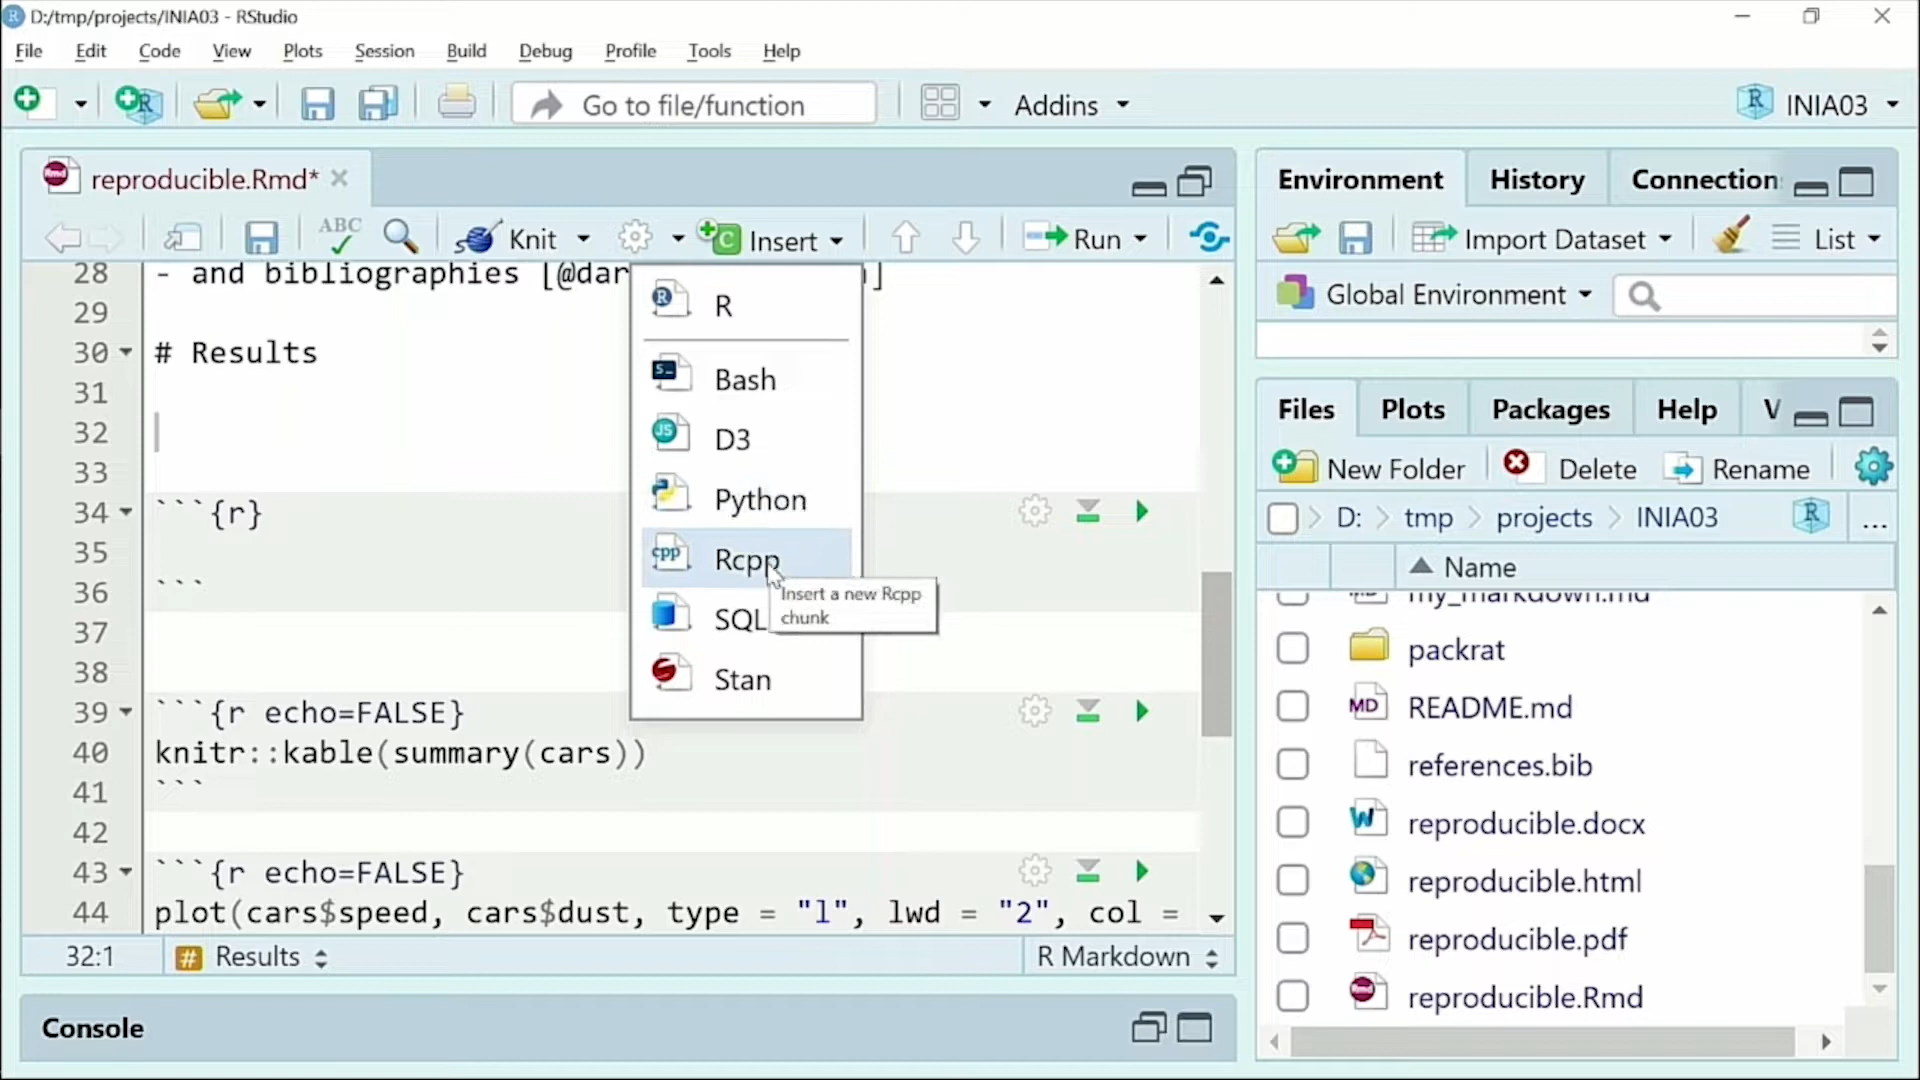 D:/tmp/projects/INIA03 - RStudio
File Edit Code View Plots Session Build Debug Profile Tools Help
Go to file/function Addins INIA03
reproducible.Rmd*
ABC Knit Insert Run
28 - and bibliographies [@dar ]
29
30 # Results
31
32
33
34 ```{r}
35
36 ```
37
38
39 ```{r echo=FALSE}
40 knitr::kable(summary(cars))
41 ```
42
43 ```{r echo=FALSE}
44 plot(cars$speed, cars$dust, type = "l", lwd = "2", col =
R
Bash
D3
Python
Rcpp
SQL
Stan
Insert a new Rcpp
chunk
32:1 # Results R Markdown
Console
Environment History Connection
Import Dataset List
Global Environment
Files Plots Packages Help V
New Folder Delete Rename
D: tmp projects INIA03 ...
Name
my_markdown.md
packrat
README.md
references.bib
reproducible.docx
reproducible.html
reproducible.pdf
reproducible.Rmd